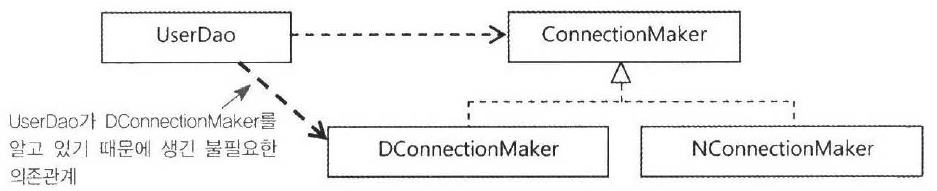 UserDao
ConnectionMaker
UserDao가 DConnectionMaker를
알고 있기 때문에 생긴 불필요한
의존관계
DConnectionMaker
NConnectionMaker